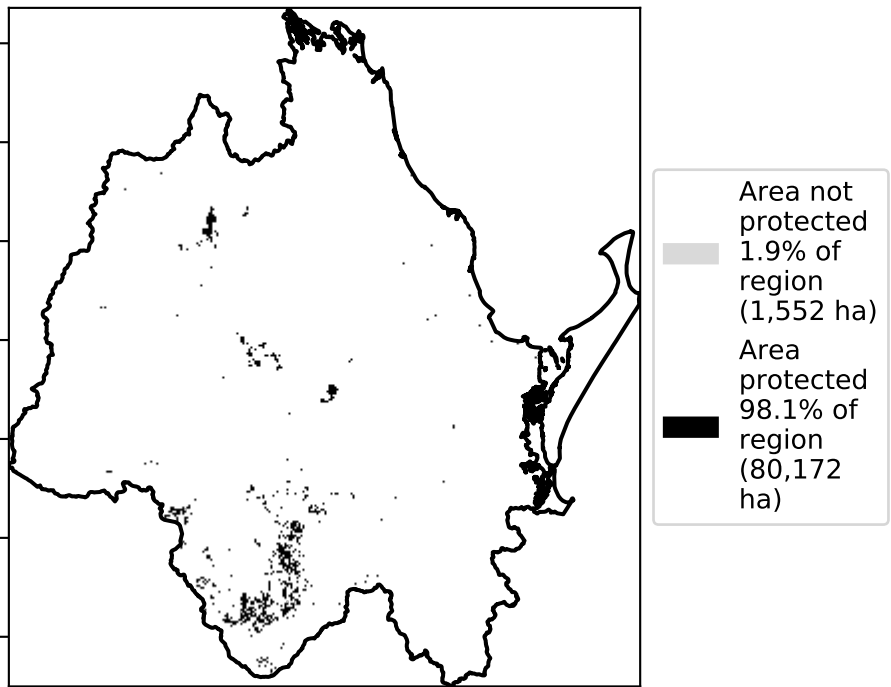 Area not
protected
1.9% of
region
(1,552 ha)
Area
protected
98.1% of
region
(80,172
ha)